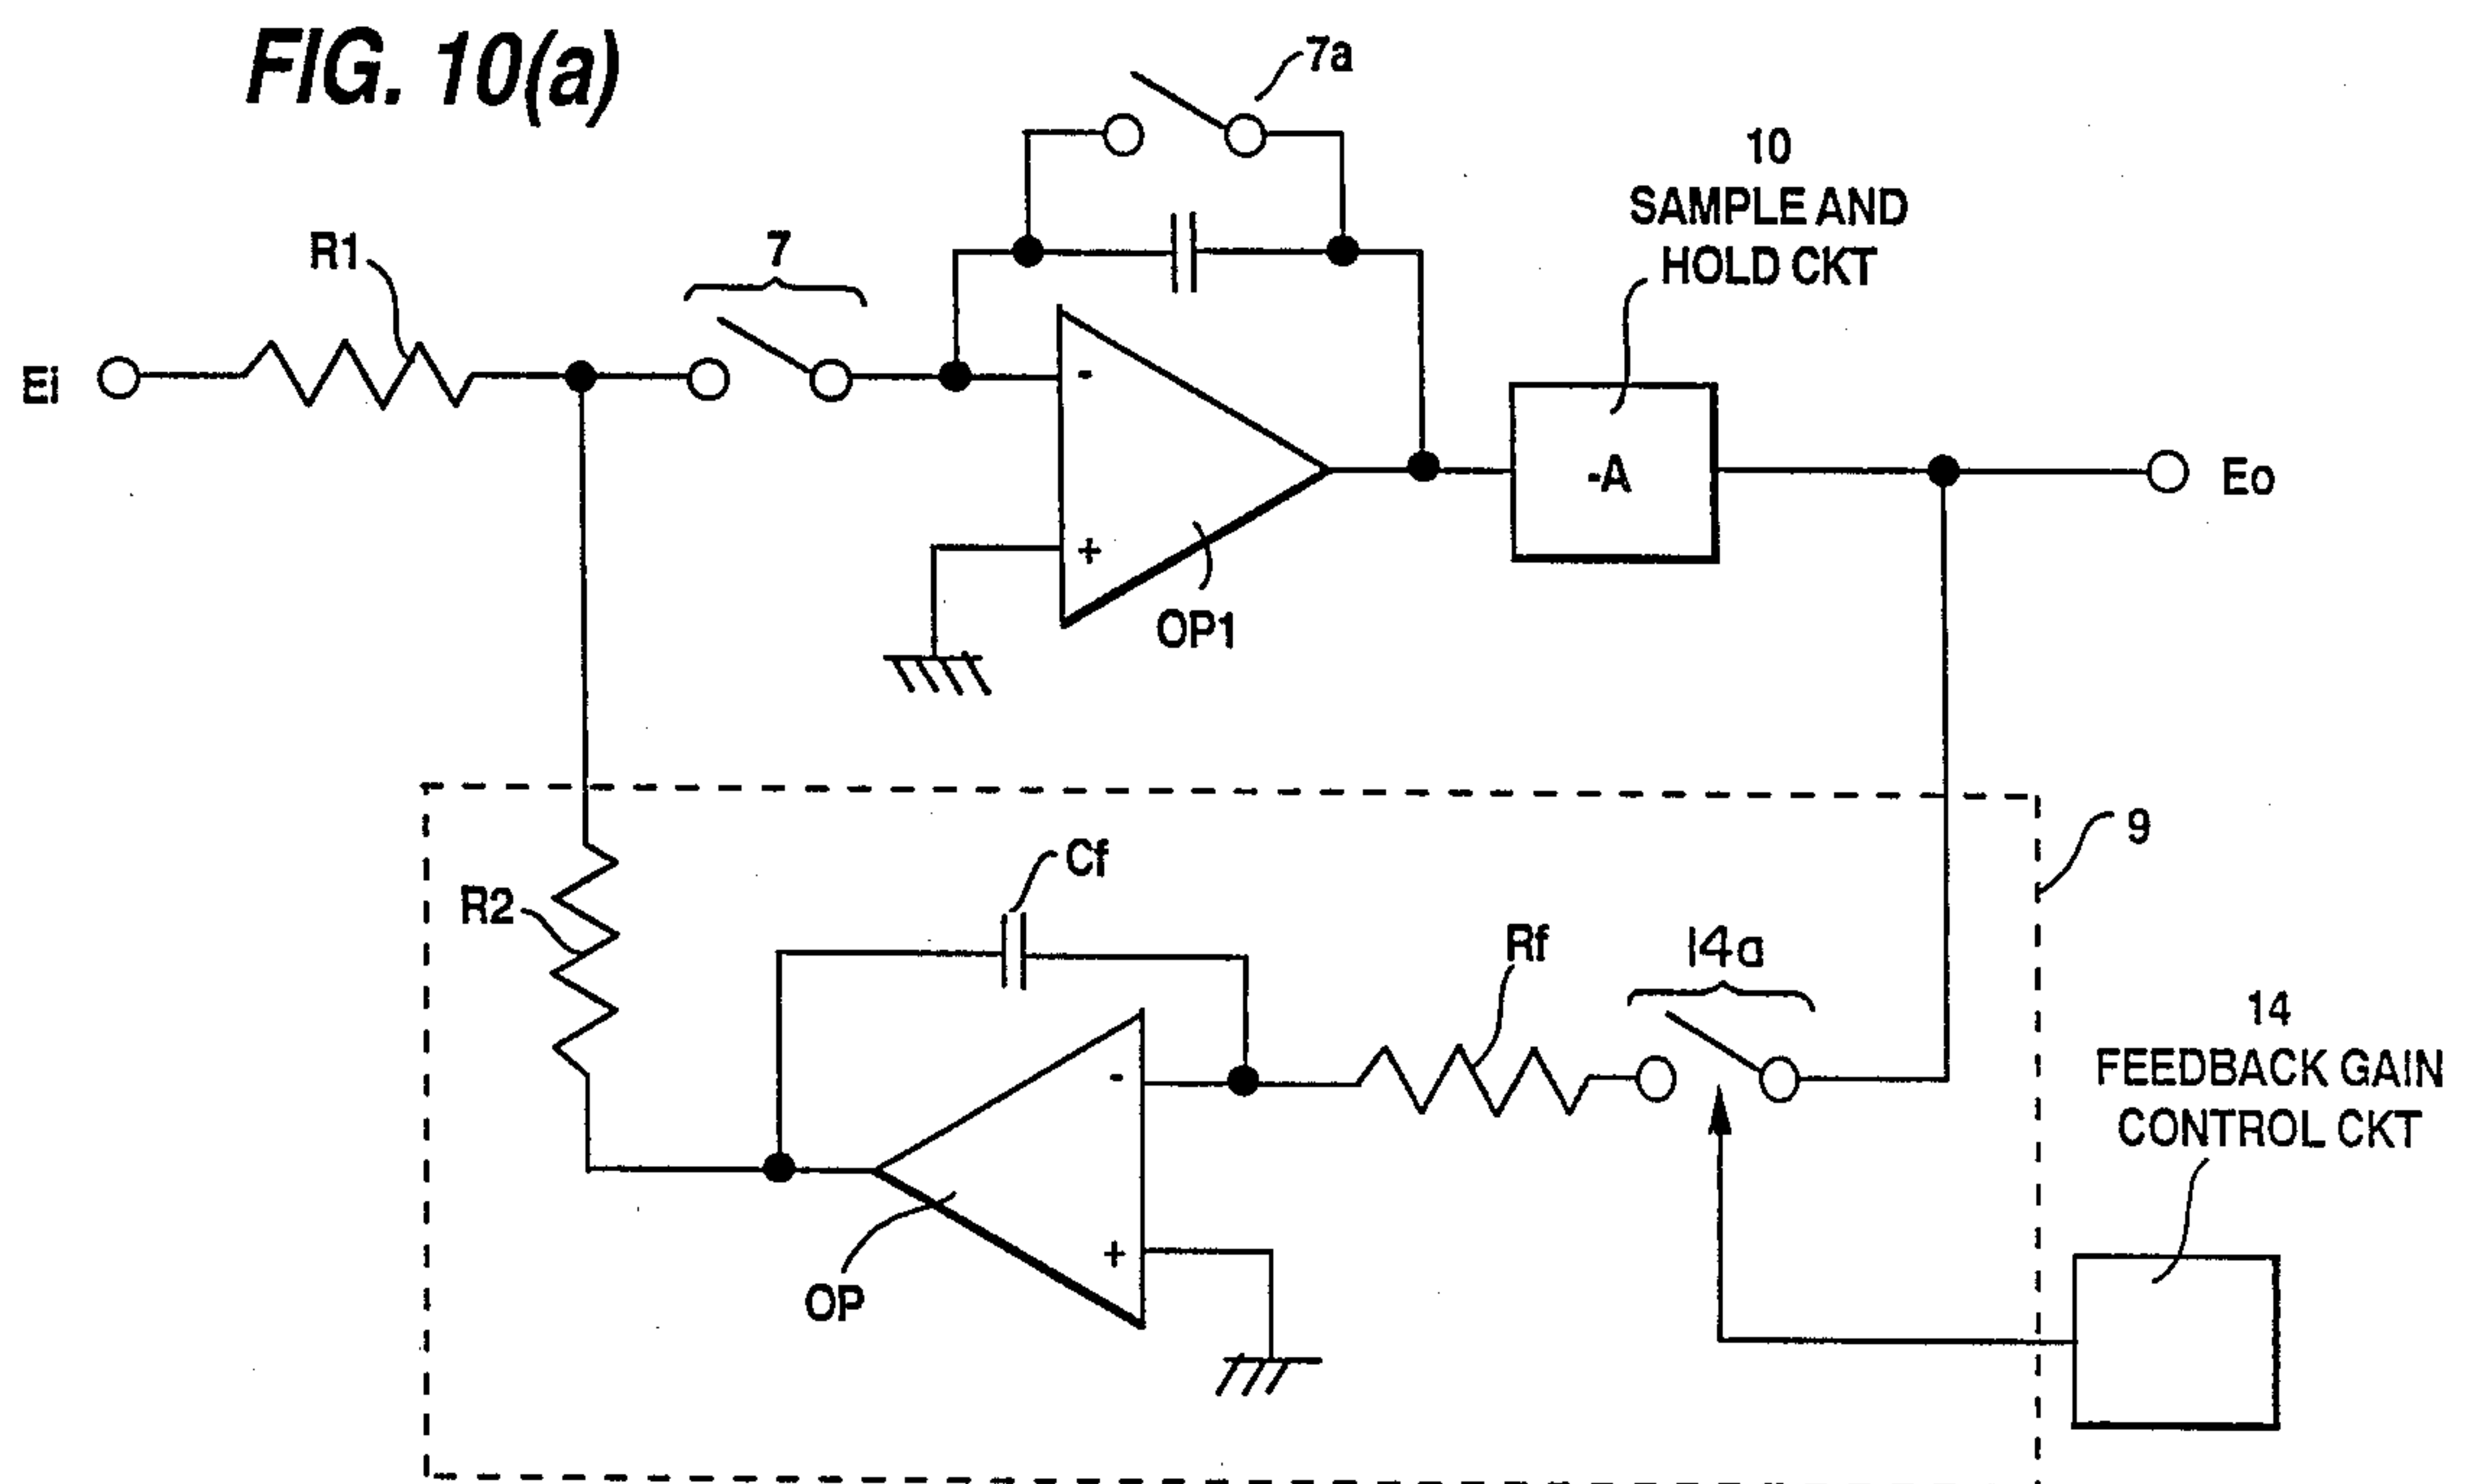 FIG. 10(a)
7a
10
SAMPLE AND
HOLD CKT
R1
7
Ei
-
+
OP1
-A
Eo
9
Cf
R2
Rf
14a
14
FEEDBACK GAIN
CONTROL CKT
-
+
OP